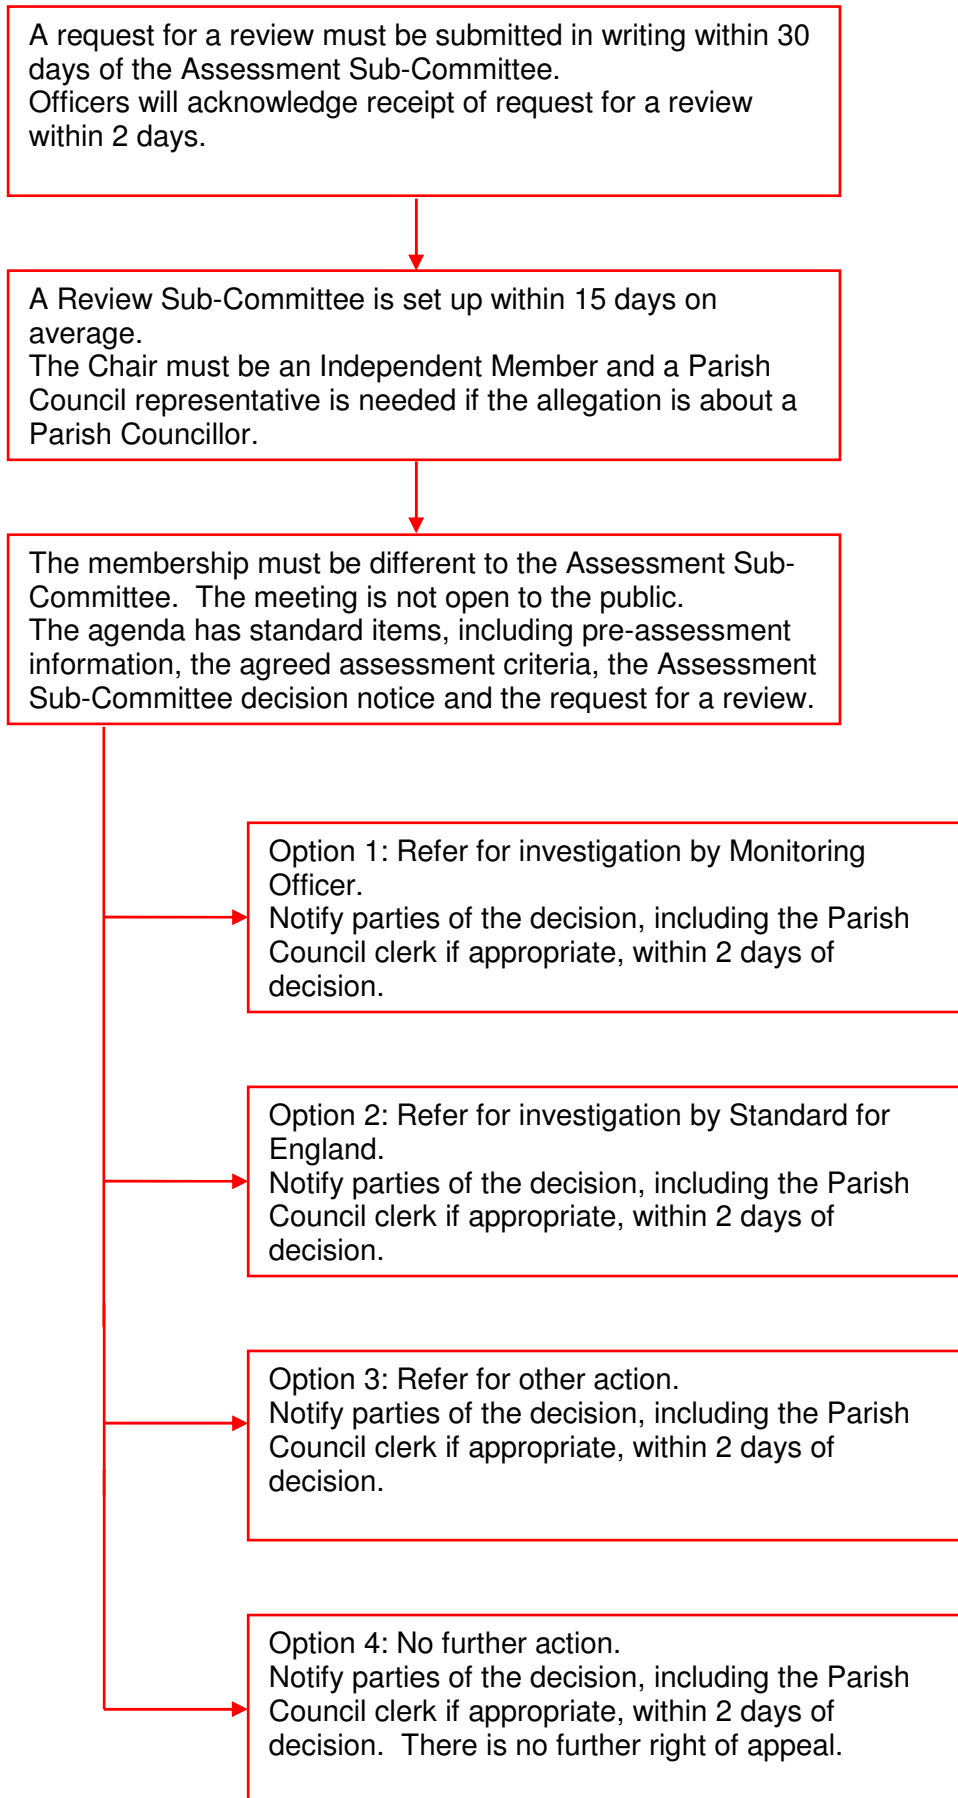 A request for a review must be submitted in writing within 30
days of the Assessment Sub-Committee.
Officers will acknowledge receipt of request for a review
within 2 days.
A Review Sub-Committee is set up within 15 days on
average.
The Chair must be an Independent Member and a Parish
Council representative is needed if the allegation is about a
Parish Councillor.
The membership must be different to the Assessment Sub-
Committee.  The meeting is not open to the public.
The agenda has standard items, including pre-assessment
information, the agreed assessment criteria, the Assessment
Sub-Committee decision notice and the request for a review.
Option 1: Refer for investigation by Monitoring
Officer.
Notify parties of the decision, including the Parish
Council clerk if appropriate, within 2 days of
decision.
Option 2: Refer for investigation by Standard for
England.
Notify parties of the decision, including the Parish
Council clerk if appropriate, within 2 days of
decision.
Option 3: Refer for other action.
Notify parties of the decision, including the Parish
Council clerk if appropriate, within 2 days of
decision.
Option 4: No further action.
Notify parties of the decision, including the Parish
Council clerk if appropriate, within 2 days of
decision.  There is no further right of appeal.